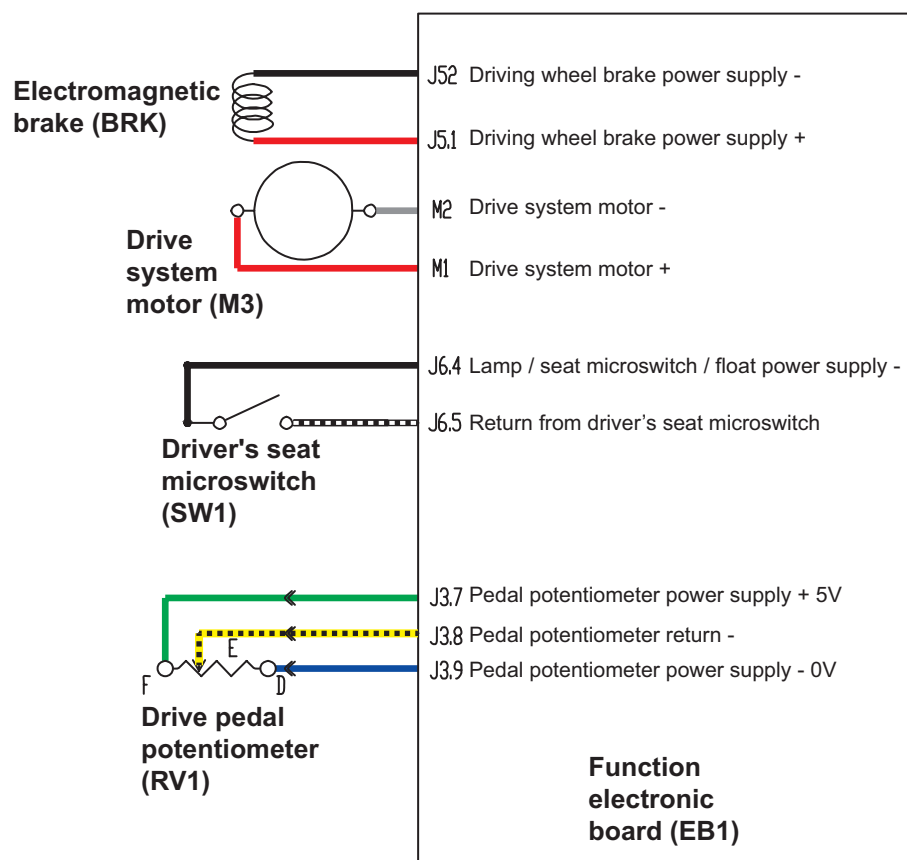 Electromagnetic
brake (BRK)
J52 Driving wheel brake power supply -
J5.1 Driving wheel brake power supply +
M2 Drive system motor -
M1 Drive system motor +
Drive
system
motor (M3)
J6.4 Lamp / seat microswitch / float power supply -
J6.5 Return from driver's seat microswitch
Driver's seat
microswitch
(SW1)
J3.7 Pedal potentiometer power supply + 5V
J3.8 Pedal potentiometer return -
J3.9 Pedal potentiometer power supply - 0V
E
F
D
Drive pedal
potentiometer
(RV1)
Function
electronic
board (EB1)